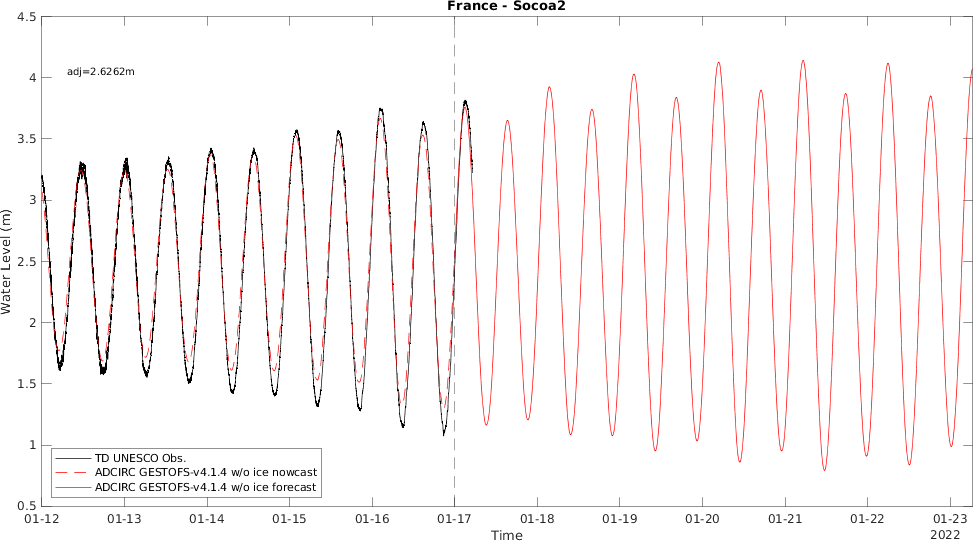 France - Socoa2
4.5
4
3.5
3
2.5
2
1.5
1
0.5
Water Level (m)
adj=2.6262m
TD UNESCO Obs.
ADCIRC GESTOFS-v4.1.4 w/o ice nowcast
ADCIRC GESTOFS-v4.1.4 w/o ice forecast
01-12 01-13 01-14 01-15 01-16 01-17 01-18 01-19 01-20 01-21 01-22 01-23
Time
2022